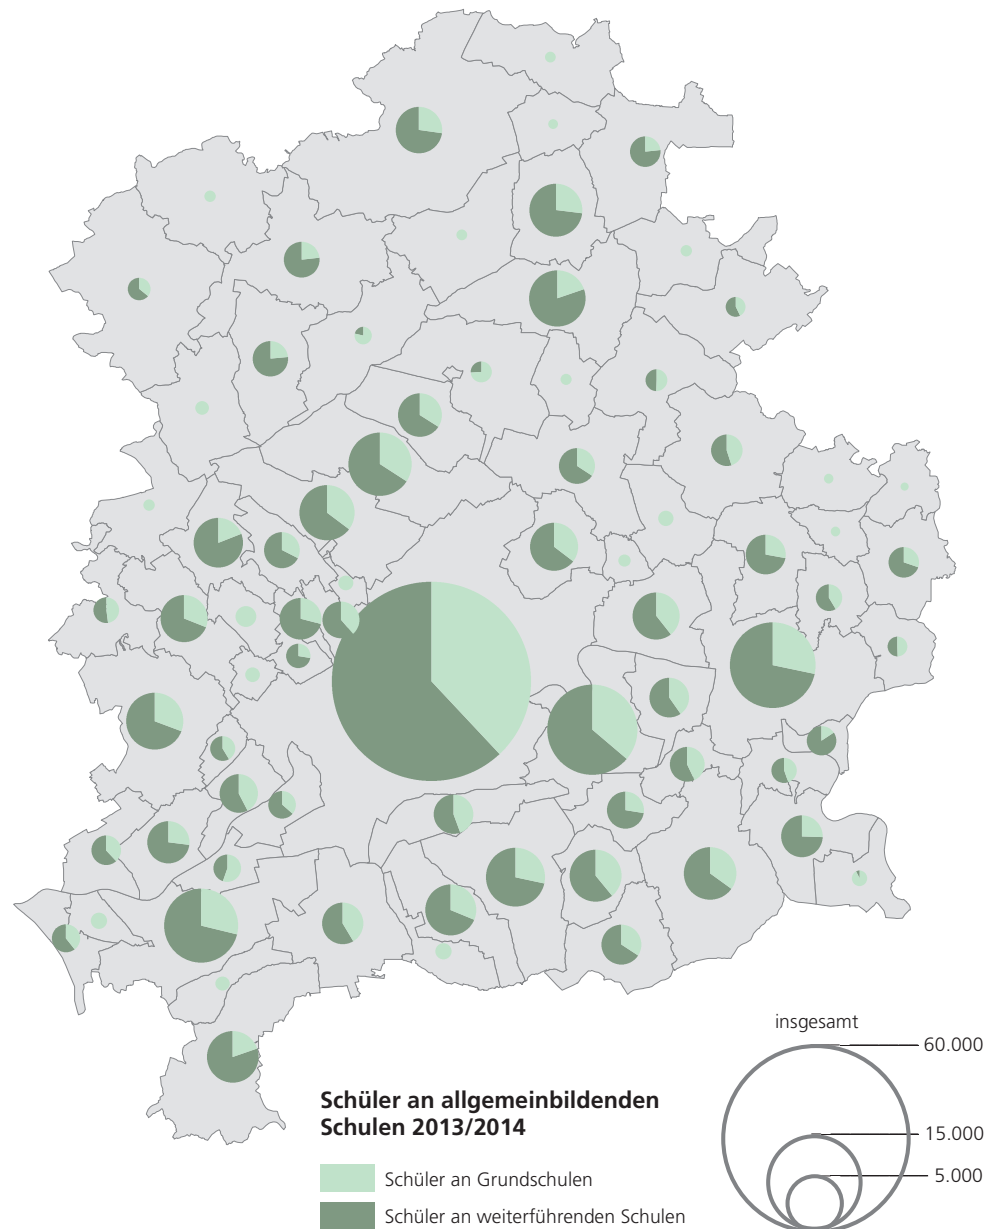 insgesamt
60.000
15.000
5.000
Schüler an allgemeinbildenden
Schulen 2013/2014
Schüler an Grundschulen
Schüler an weiterführenden Schulen